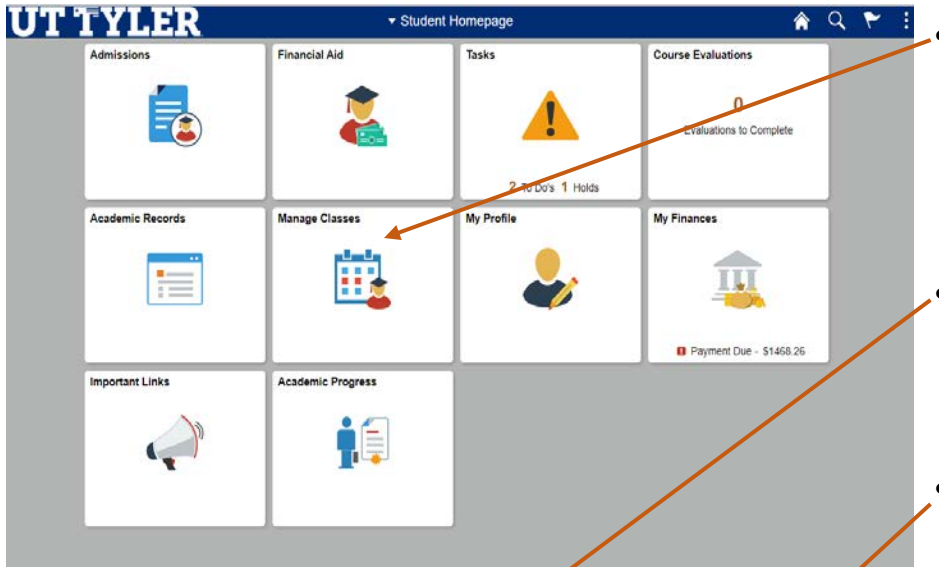 UT TYLER
Student Homepage
Admissions
Financial Aid
Tasks
Course Evaluations
0
Evaluations to Complete
2 To Do's 1 Holds
Academic Records
Manage Classes
My Profile
My Finances
Payment Due - $1468.26
Important Links
Academic Progress